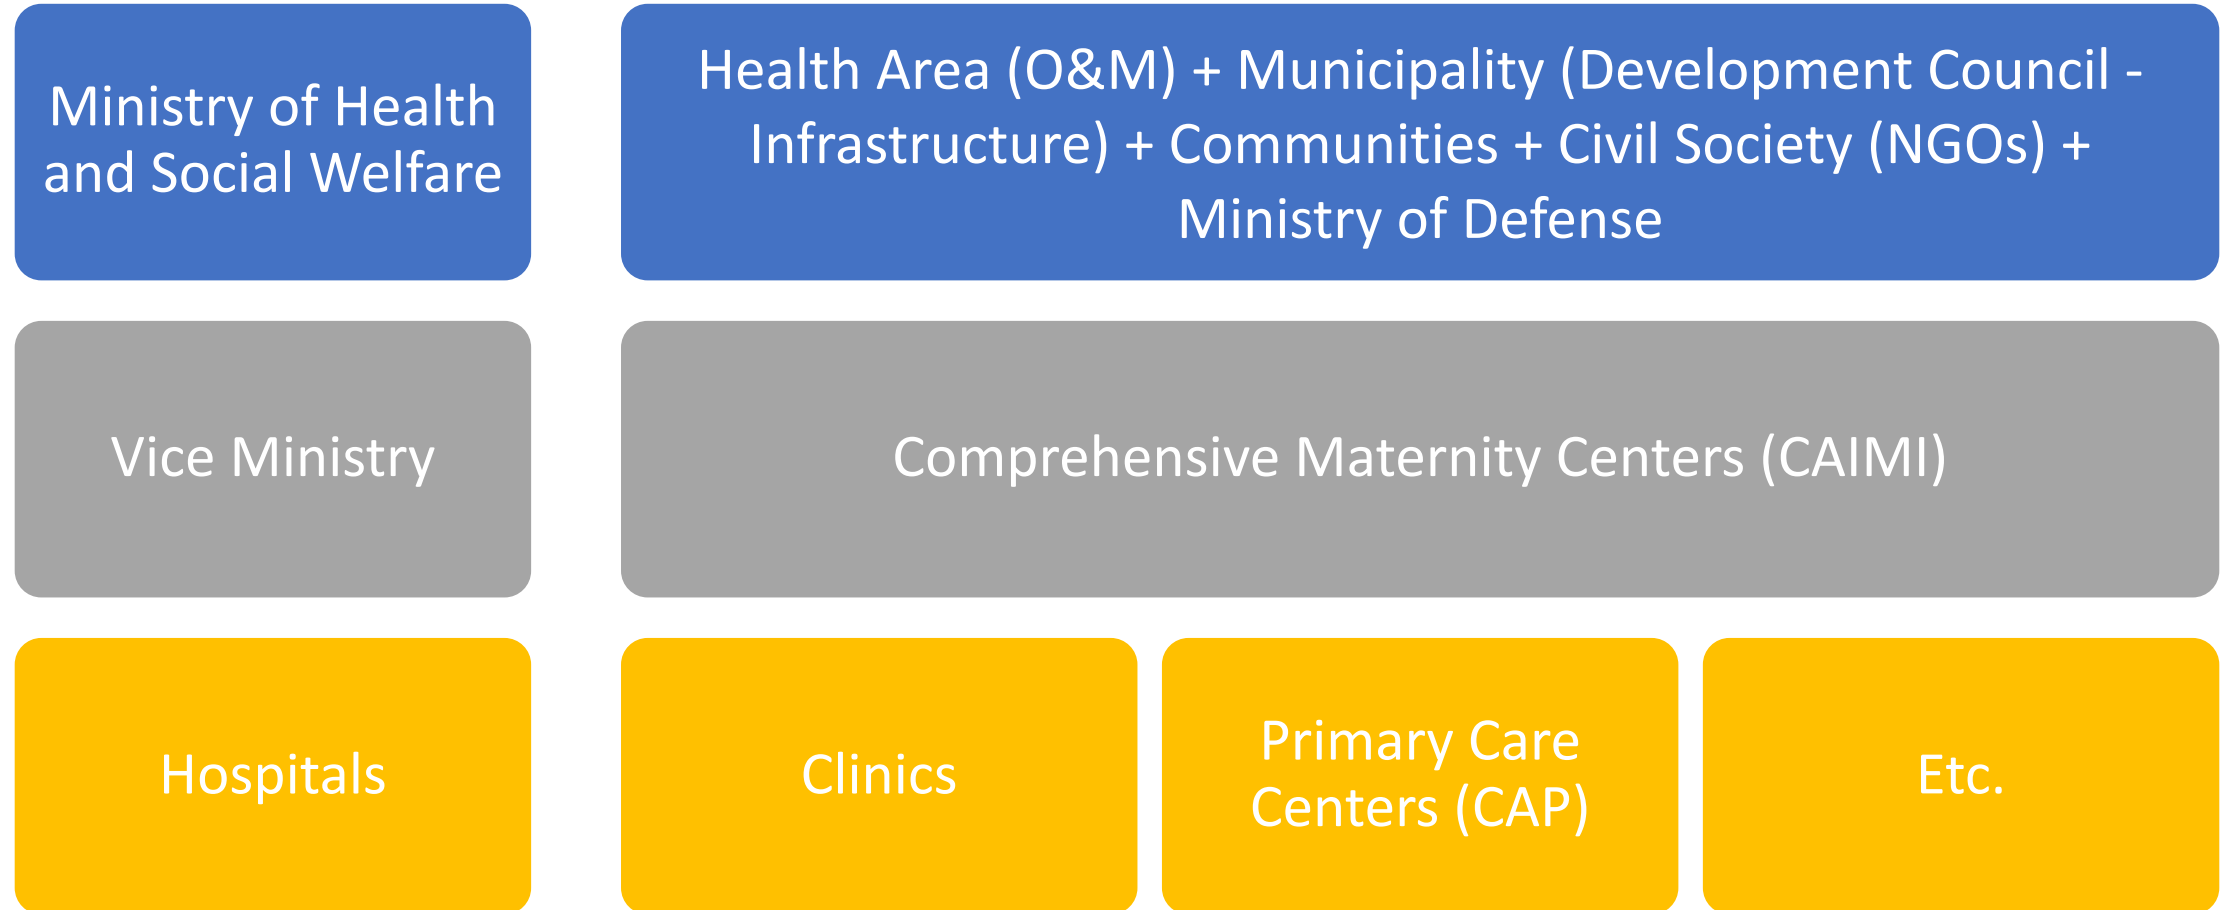 Ministry of Health
and Social Welfare
Health Area (O&M) + Municipality (Development Council -
Infrastructure) + Communities + Civil Society (NGOs) +
Ministry of Defense
Vice Ministry
Comprehensive Maternity Centers (CAIMI)
Hospitals
Clinics
Primary Care
Centers (CAP)
Etc.